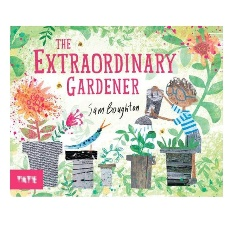 THE
EXTRAORDINARY
GARDENER
Sam Boughton
TATE